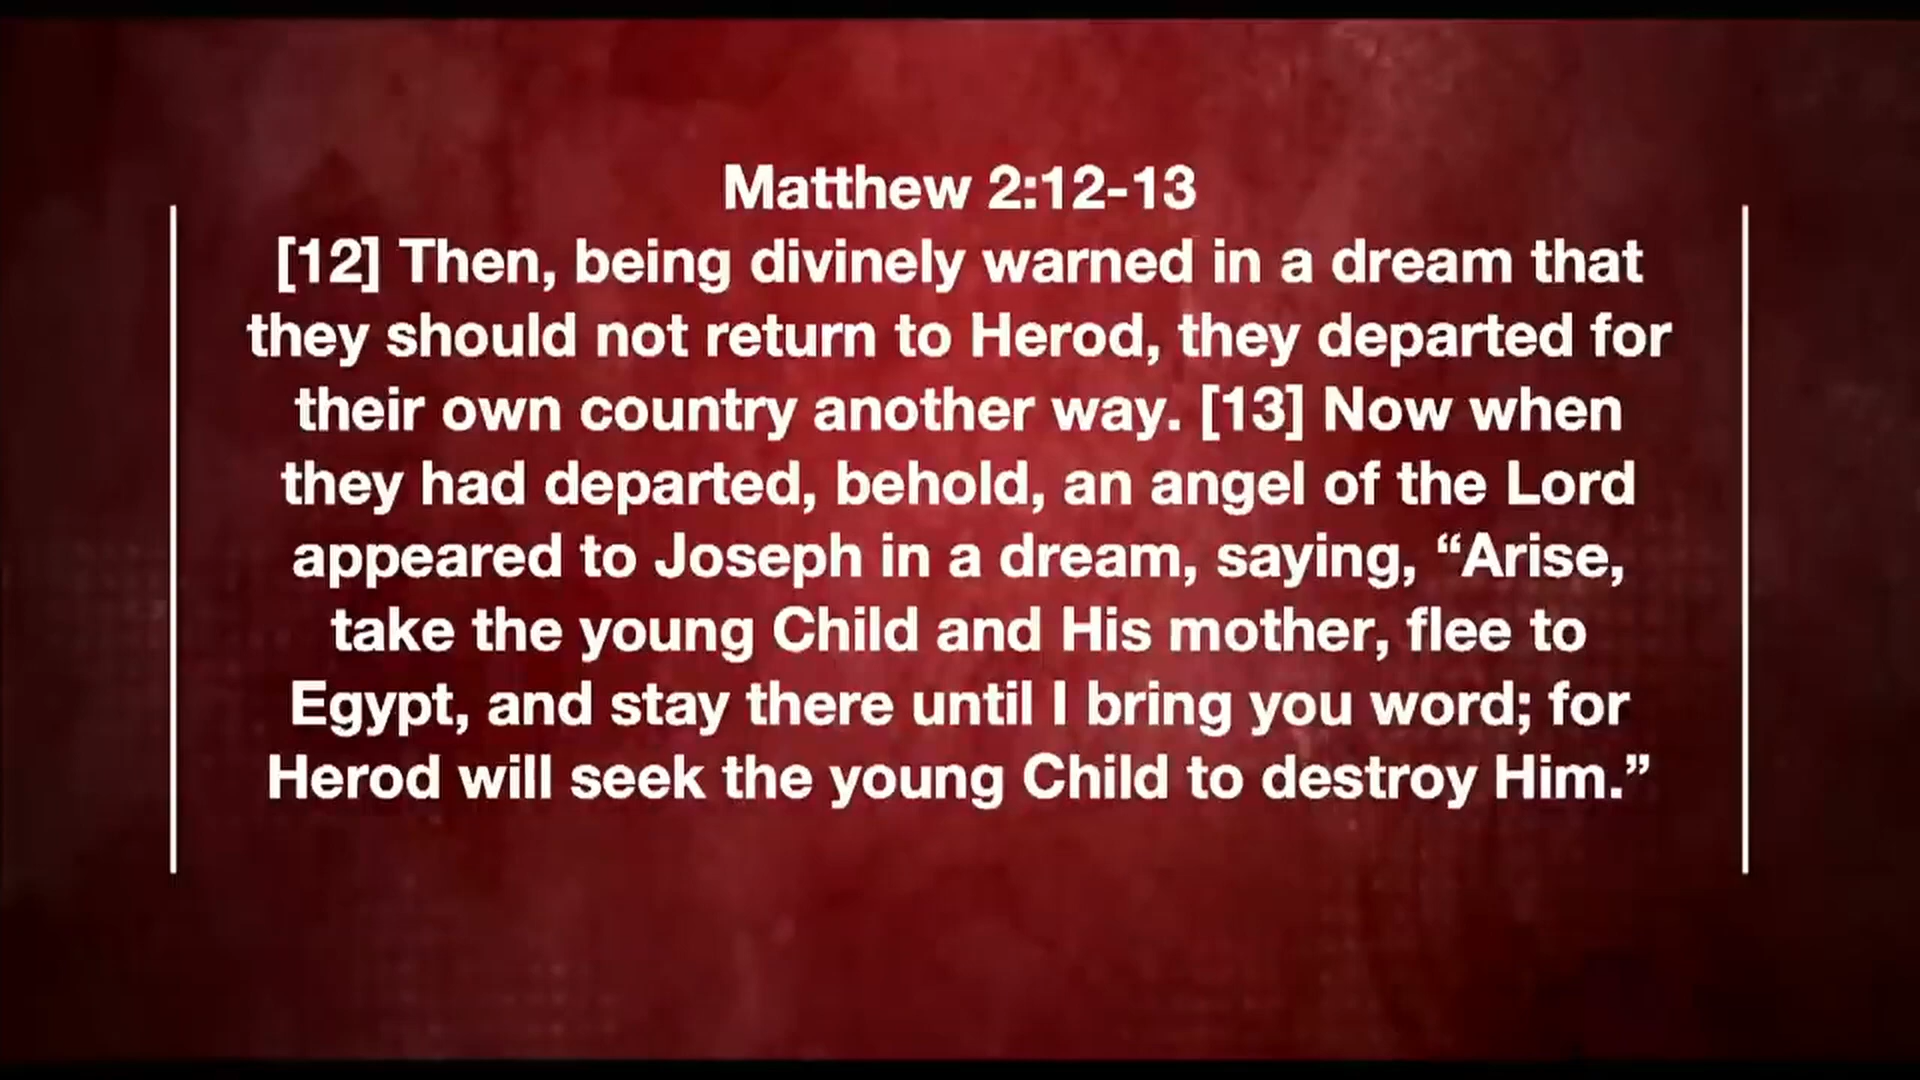 Matthew 2:12-13
[12] Then, being divinely warned in a dream that
they should not return to Herod, they departed for
their own country another way. [13] Now when
they had departed, behold, an angel of the Lord
appeared to Joseph in a dream, saying, “Arise,
take the young Child and His mother, flee to
Egypt, and stay there until I bring you word; for
Herod will seek the young Child to destroy Him.”